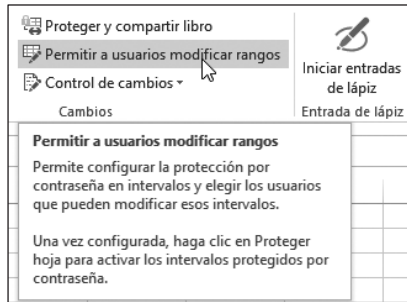 Proteger y compartir libro
Permitir a usuarios modificar rangos
Control de cambios
Cambios
Iniciar entradas
de lápiz
Entrada de lápiz
Permitir a usuarios modificar rangos
Permite configurar la protección por
contraseña en intervalos y elegir los usuarios
que pueden modificar esos intervalos.
Una vez configurada, haga clic en Proteger
hoja para activar los intervalos protegidos por
contraseña.